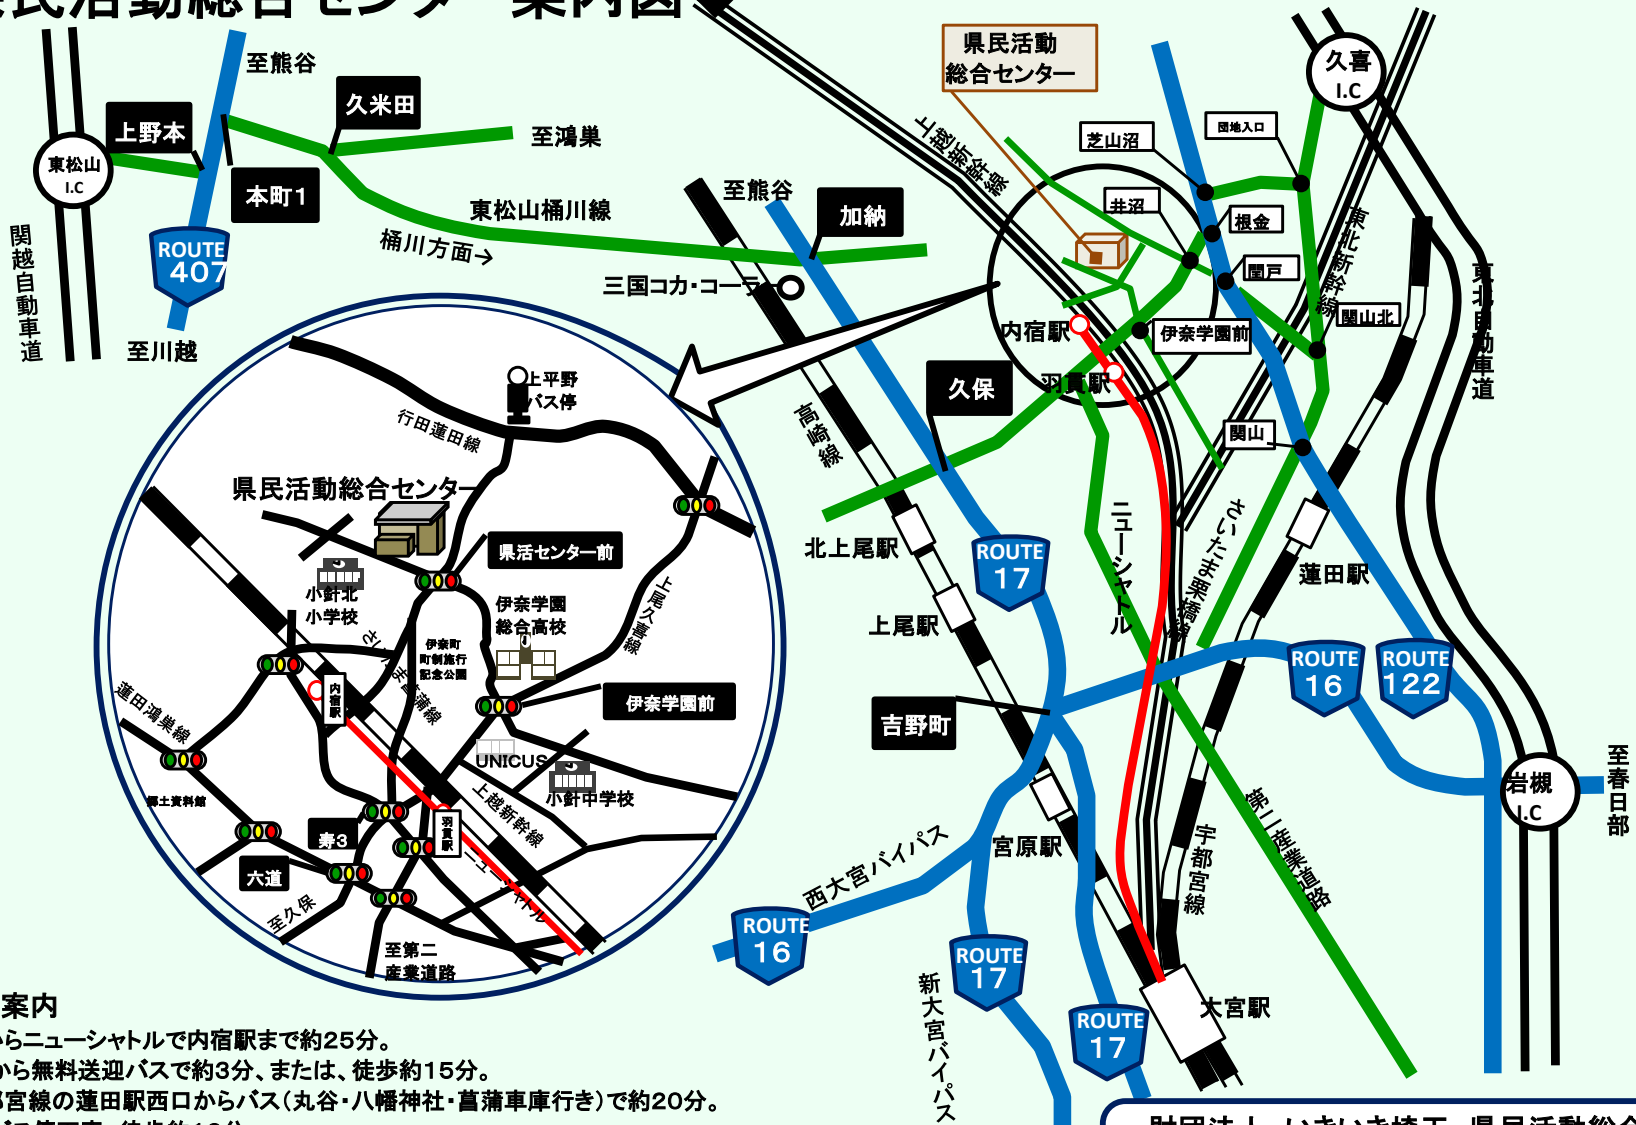 県民活動総合センター案内図
至熊谷
久米田
上野本
東松山
I.C
本町1
至鴻巣
東松山桶川線
桶川方面→
関越自動車道
ROUTE
407
至川越
至熊谷
加納
三国コカ・コーラ
県民活動
総合センター
上越新幹線
芝山沼
団地入口
久喜
I.C
井沼
根金
閏戸
東北新幹線
関山北
東北自動車道
内宿駅
伊奈学園前
羽貫駅
久保
関山
高崎線
北上尾駅
ROUTE
17
上尾駅
ニューシャトル
さいたま栗橋線
蓮田駅
ROUTE
16
ROUTE
122
吉野町
至春日部
岩槻
I.C
宮原駅
西大宮バイパス
ROUTE
16
宇都宮線
第二産業道路
ROUTE
17
新大宮バイパス
ROUTE
17
大宮駅
上平野
バス停
行田蓮田線
県民活動総合センター
県活センター前
小針北
小学校
伊奈学園
総合高校
上尾久喜線
伊奈町
町制施行
記念公園
さいたま菖蒲線
内宿駅
伊奈学園前
蓮田鴻巣線
UNICUS
小針中学校
郷土資料館
上越新幹線
寿3
羽貫駅
ニューシャトル
六道
至久保
至第二
産業道路
案内
らニューシャトルで内宿駅まで約25分。
から無料送迎バスで約3分、または、徒歩約15分。
宮線の蓮田駅西口からバス(丸谷・八幡神社・菖蒲車庫行き)で約20分。